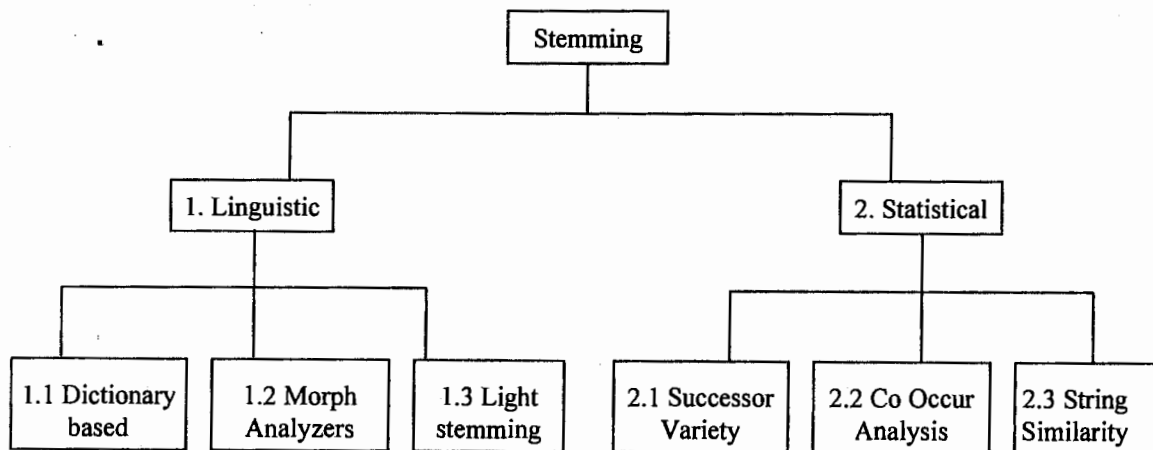 Stemming
1. Linguistic
2. Statistical
1.1 Dictionary
based
1.2 Morph
Analyzers
1.3 Light
stemming
2.1 Successor
Variety
2.2 Co Occur
Analysis
2.3 String
Similarity